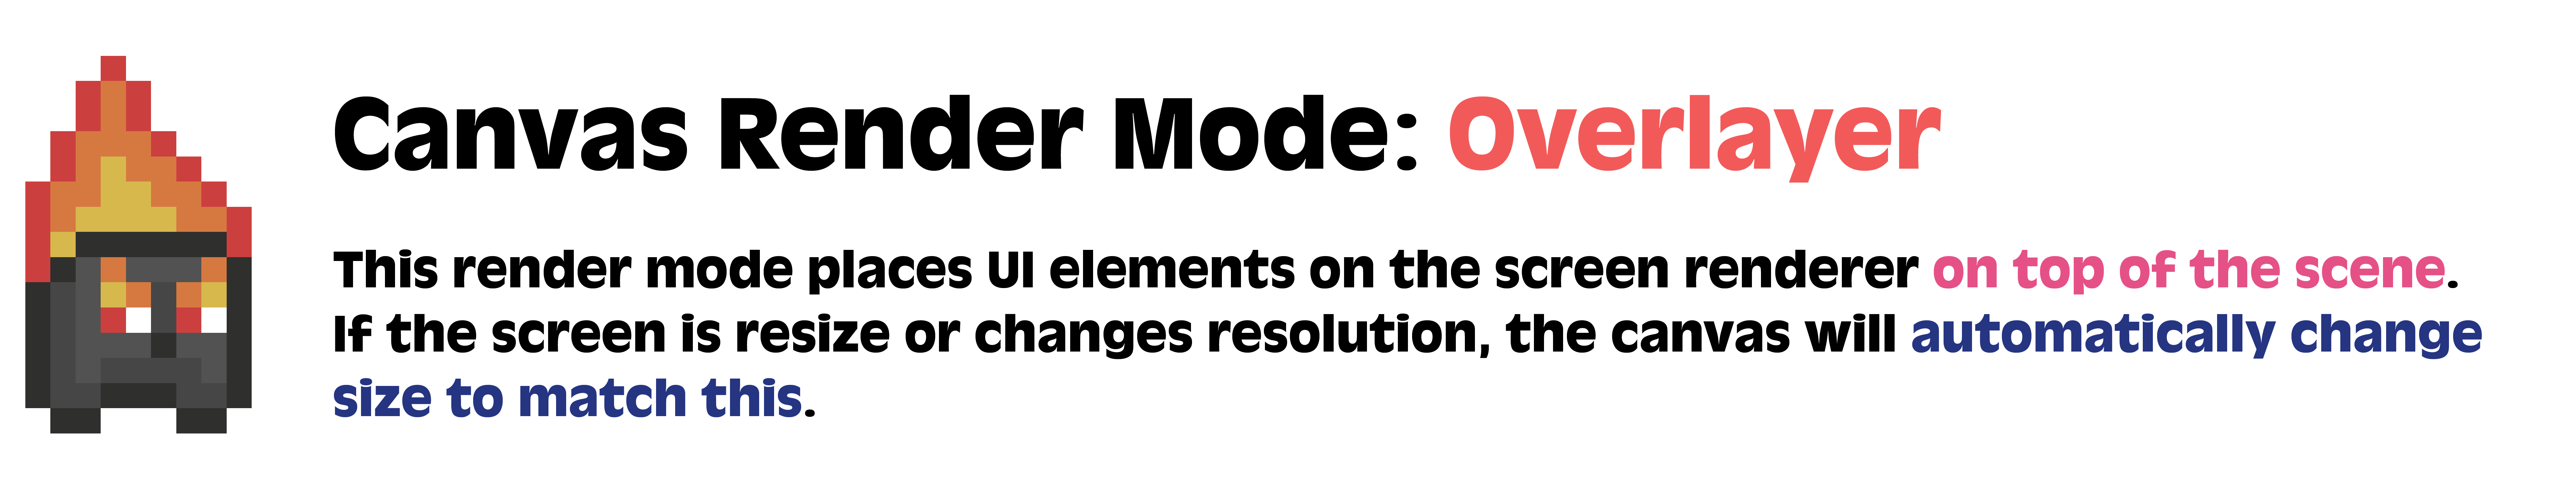 Canvas Render Mode: Overlayer
This render mode places UI elements on the screen renderer on top of the scene.
If the screen is resize or changes resolution, the canvas will automatically change
size to match this.